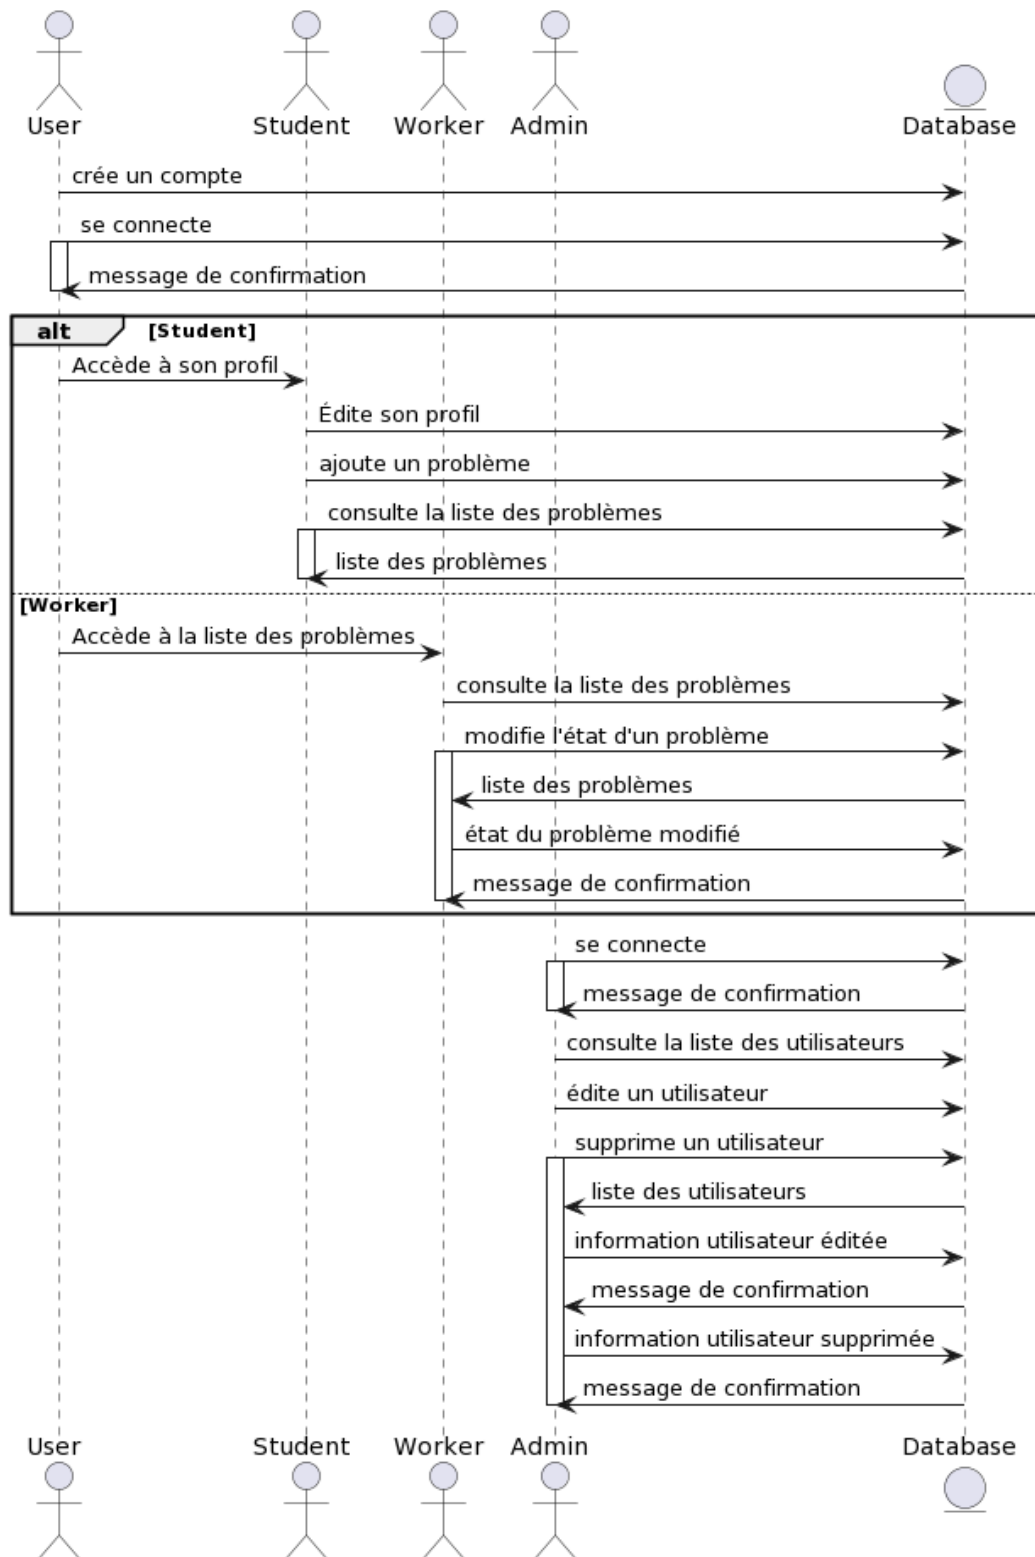 User Student Worker Admin Database
crée un compte
se connecte
message de confirmation
alt [Student]
Accède à son profil
Édite son profil
ajoute un problème
consulte la liste des problèmes
liste des problèmes
[Worker]
Accède à la liste des problèmes
consulte la liste des problèmes
modifie l'état d'un problème
liste des problèmes
état du problème modifié
message de confirmation
se connecte
message de confirmation
consulte la liste des utilisateurs
édite un utilisateur
supprime un utilisateur
liste des utilisateurs
information utilisateur éditée
message de confirmation
information utilisateur supprimée
message de confirmation
User Student Worker Admin Database